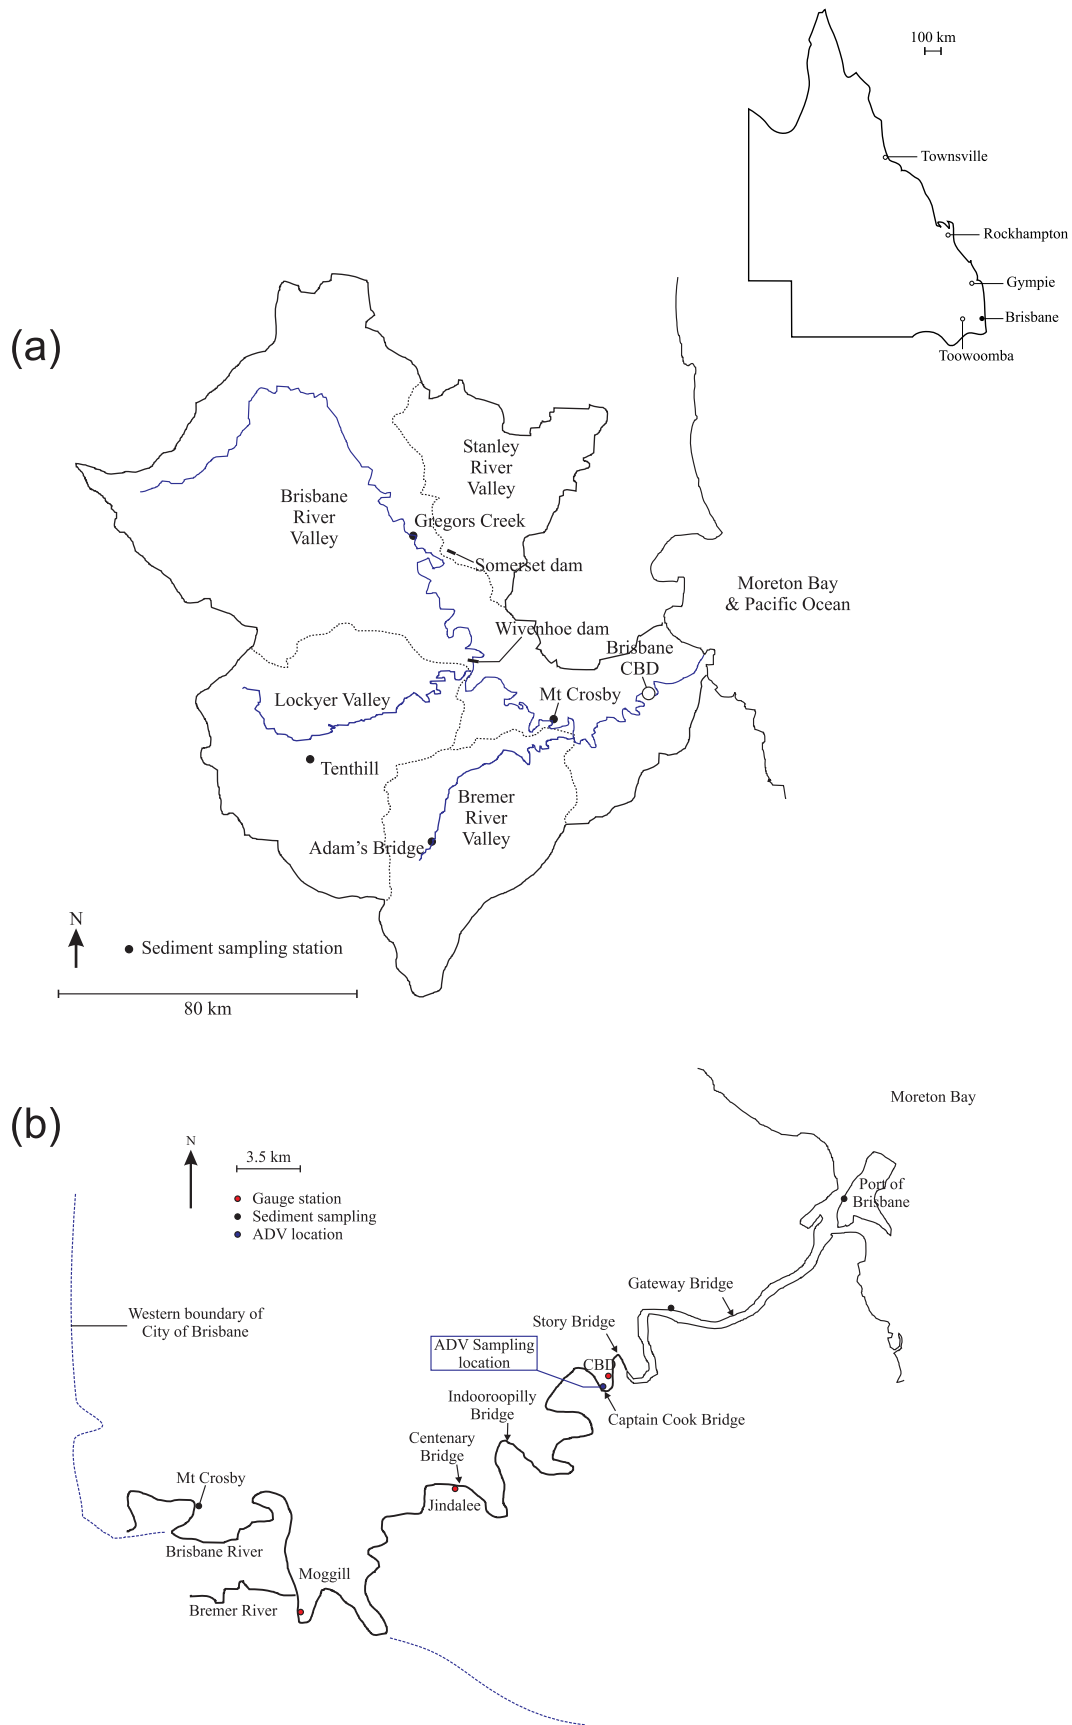 100 km
Townsville
Rockhampton
Gympie
Brisbane
Toowoomba
(a)
Stanley
River
Valley
Brisbane
River
Valley
Gregors Creek
Somerset dam
Moreton Bay
& Pacific Ocean
Wivenhoe dam
Brisbane
CBD
Lockyer Valley
Mt Crosby
Tenthill
Bremer
River
Valley
Adam's Bridge
N
Sediment sampling station
80 km
(b)
Moreton Bay
N
3.5 km
Gauge station
Sediment sampling
ADV location
Port of
Brisbane
Gateway Bridge
Western boundary of
City of Brisbane
Story Bridge
ADV Sampling
location
CBD
Indooroopilly
Bridge
Captain Cook Bridge
Centenary
Bridge
Mt Crosby
Jindalee
Brisbane River
Moggill
Bremer River